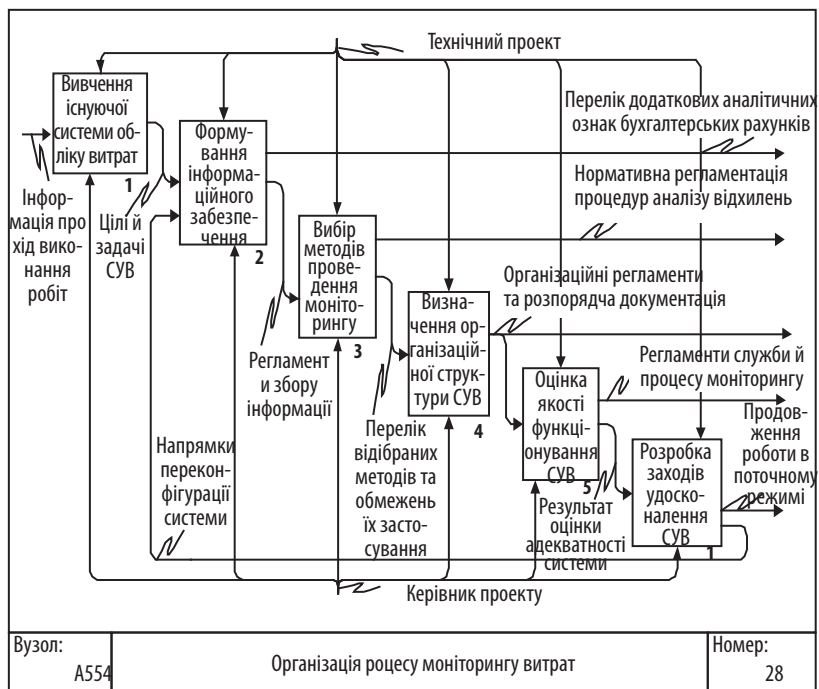 Технічний проект
Вивчення
існуючої
системи об-
ліку витрат
1
Інфор-
мація про
хід вико-
нання
робіт
Цілі й
задачі
СУВ
Форму-
вання
інформа-
ційного
забезпе-
чення
2
Перелік додаткових аналітичних
ознак бухгалтерських рахунків
Нормативна регламентація
процедур аналізу відхилень
Вибір
методів
прове-
дення
моніто-
рингу
3
Регламент
и збору
інформації
Організаційні регламенти
та розпорядча документація
Визна-
чення ор-
ганізацій-
ної струк-
тури СУВ
4
Перелік
відібраних
методів та
обмежень
їх засто-
сування
Регламенти служби й
процесу моніторингу
Оцінка
якості
функці-
онування
СУВ
5
Результат
оцінки
адекватності
системи
Продов-
ження
роботи в
поточному
режимі
Розробка
заходів
удоско-
налення
СУВ
1
Напрямки
переконт-
фігурації
системи
Керівник проекту
Вузол:
A554
Організація роцесу моніторингу витрат
Номер:
28